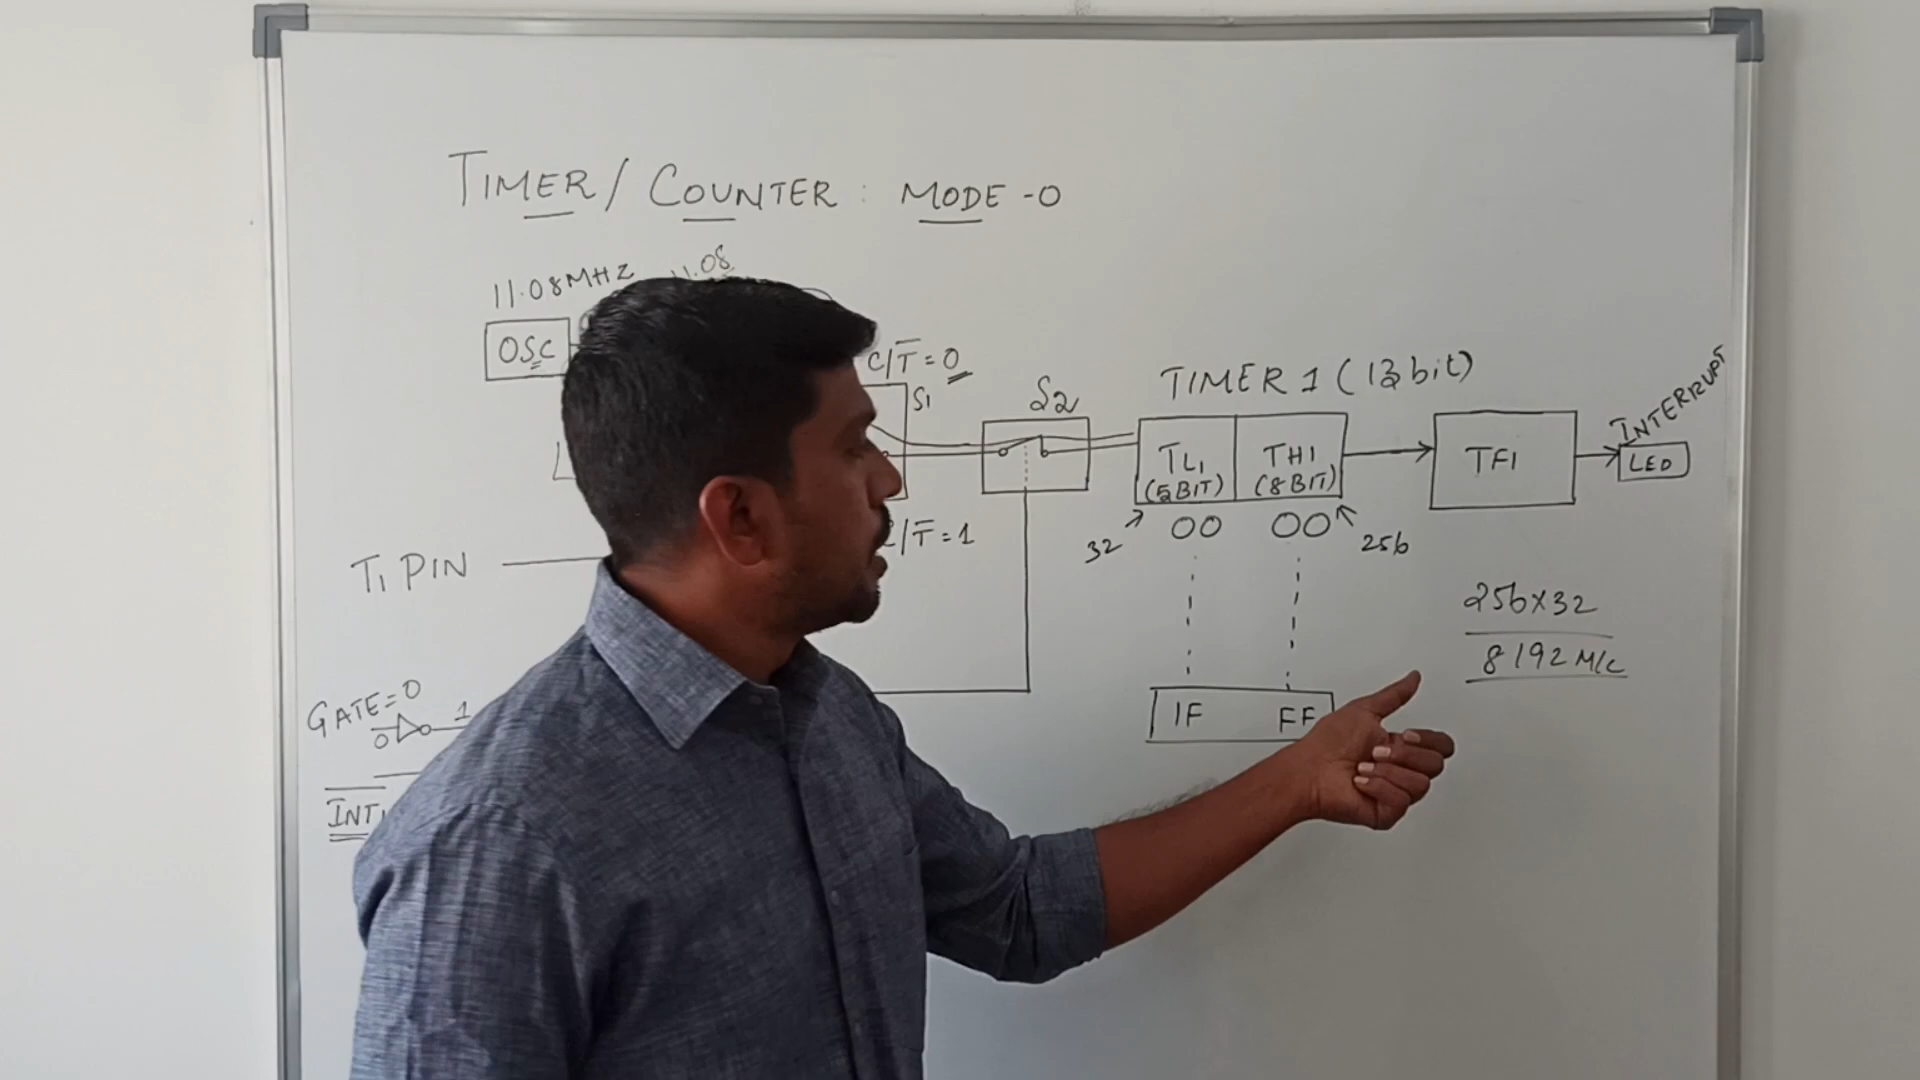 TIMER / COUNTER : MODE -0
11.08MHZ
11.08
OSC
C/T̅ = 0
S1
S2
TIMER 1 (13 bit)
TL1
(5BIT)
TH1
(8 BIT)
TF1
INTERRUPT
LED
/T̅ = 1
32
00
00
256
T1 PIN
256x32
8192 M/C
GATE=0
0
1
1F
FF
INT1